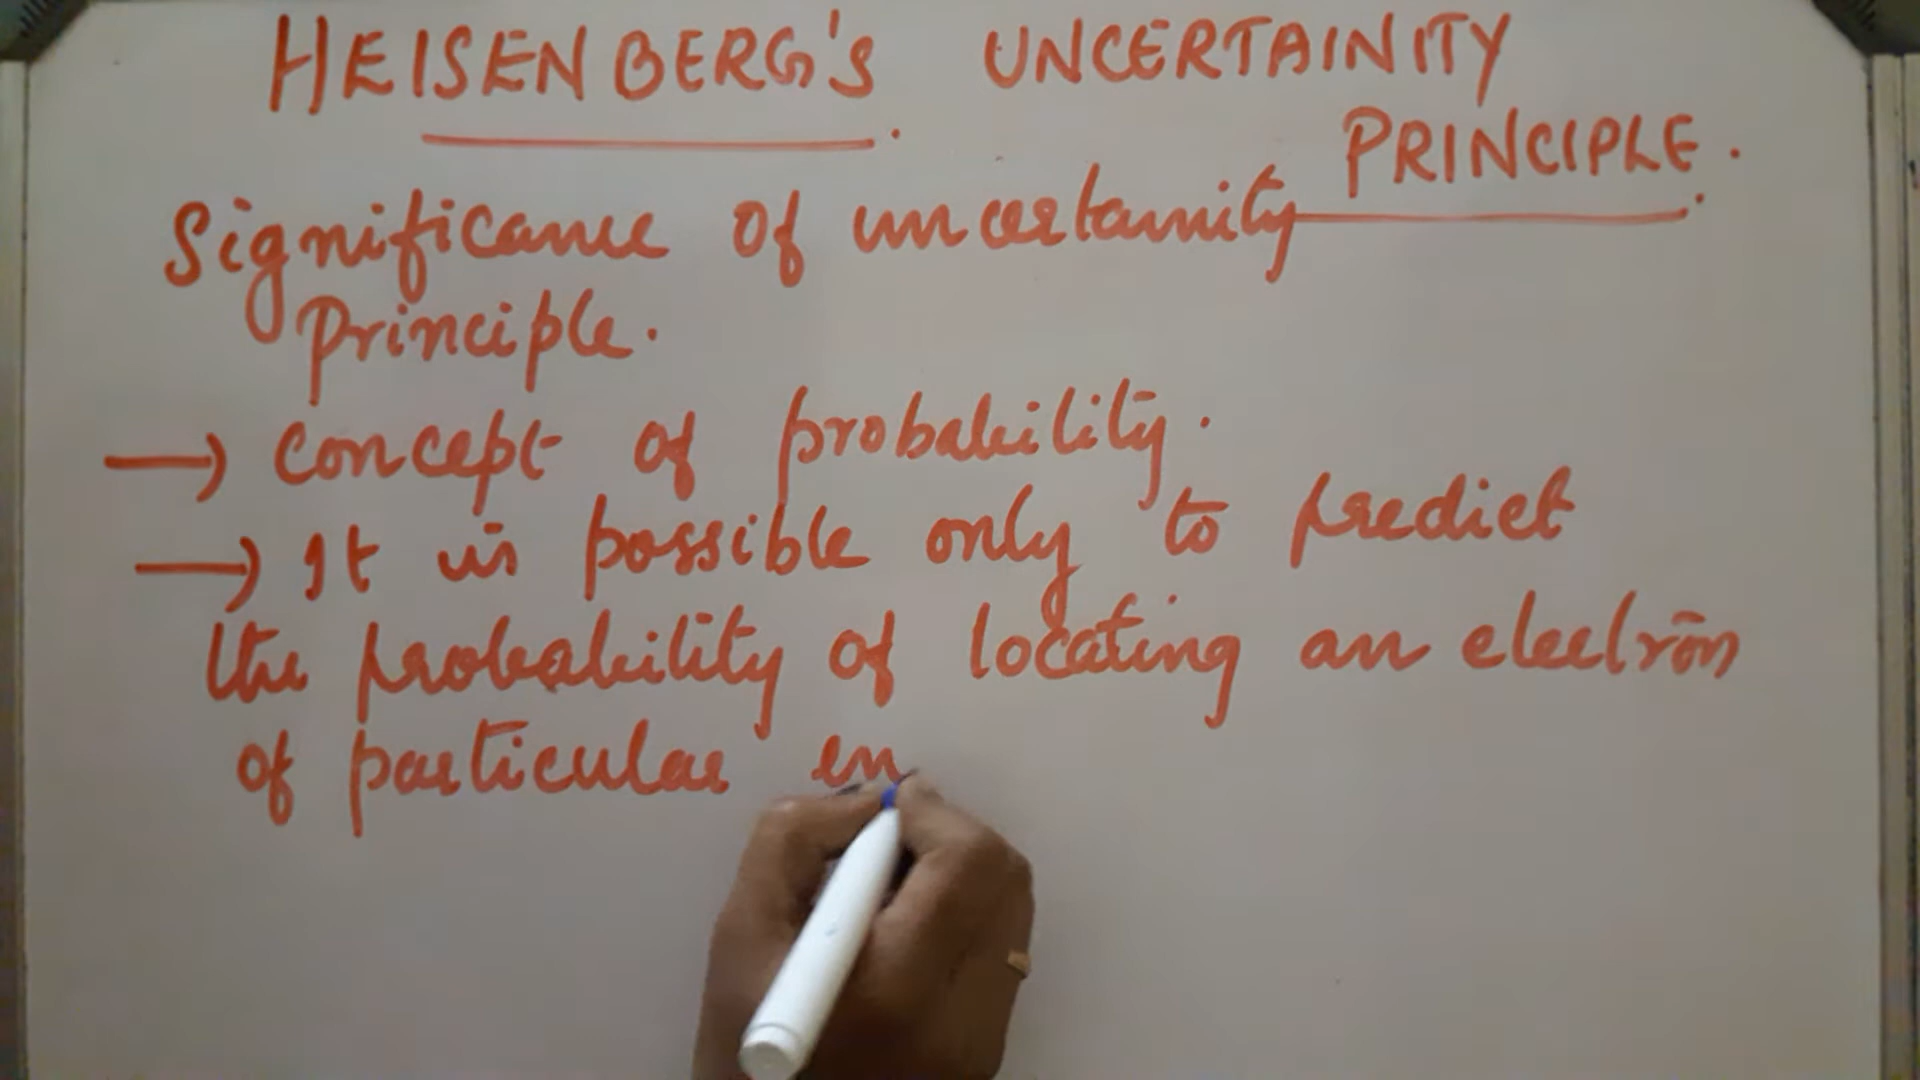 HEISENBERG'S UNCERTAINITY
PRINCIPLE.
Significance of uncertainity
Principle.
→ Concept of probability.
→ It is possible only to predict
the probability of locating an electron
of particular en